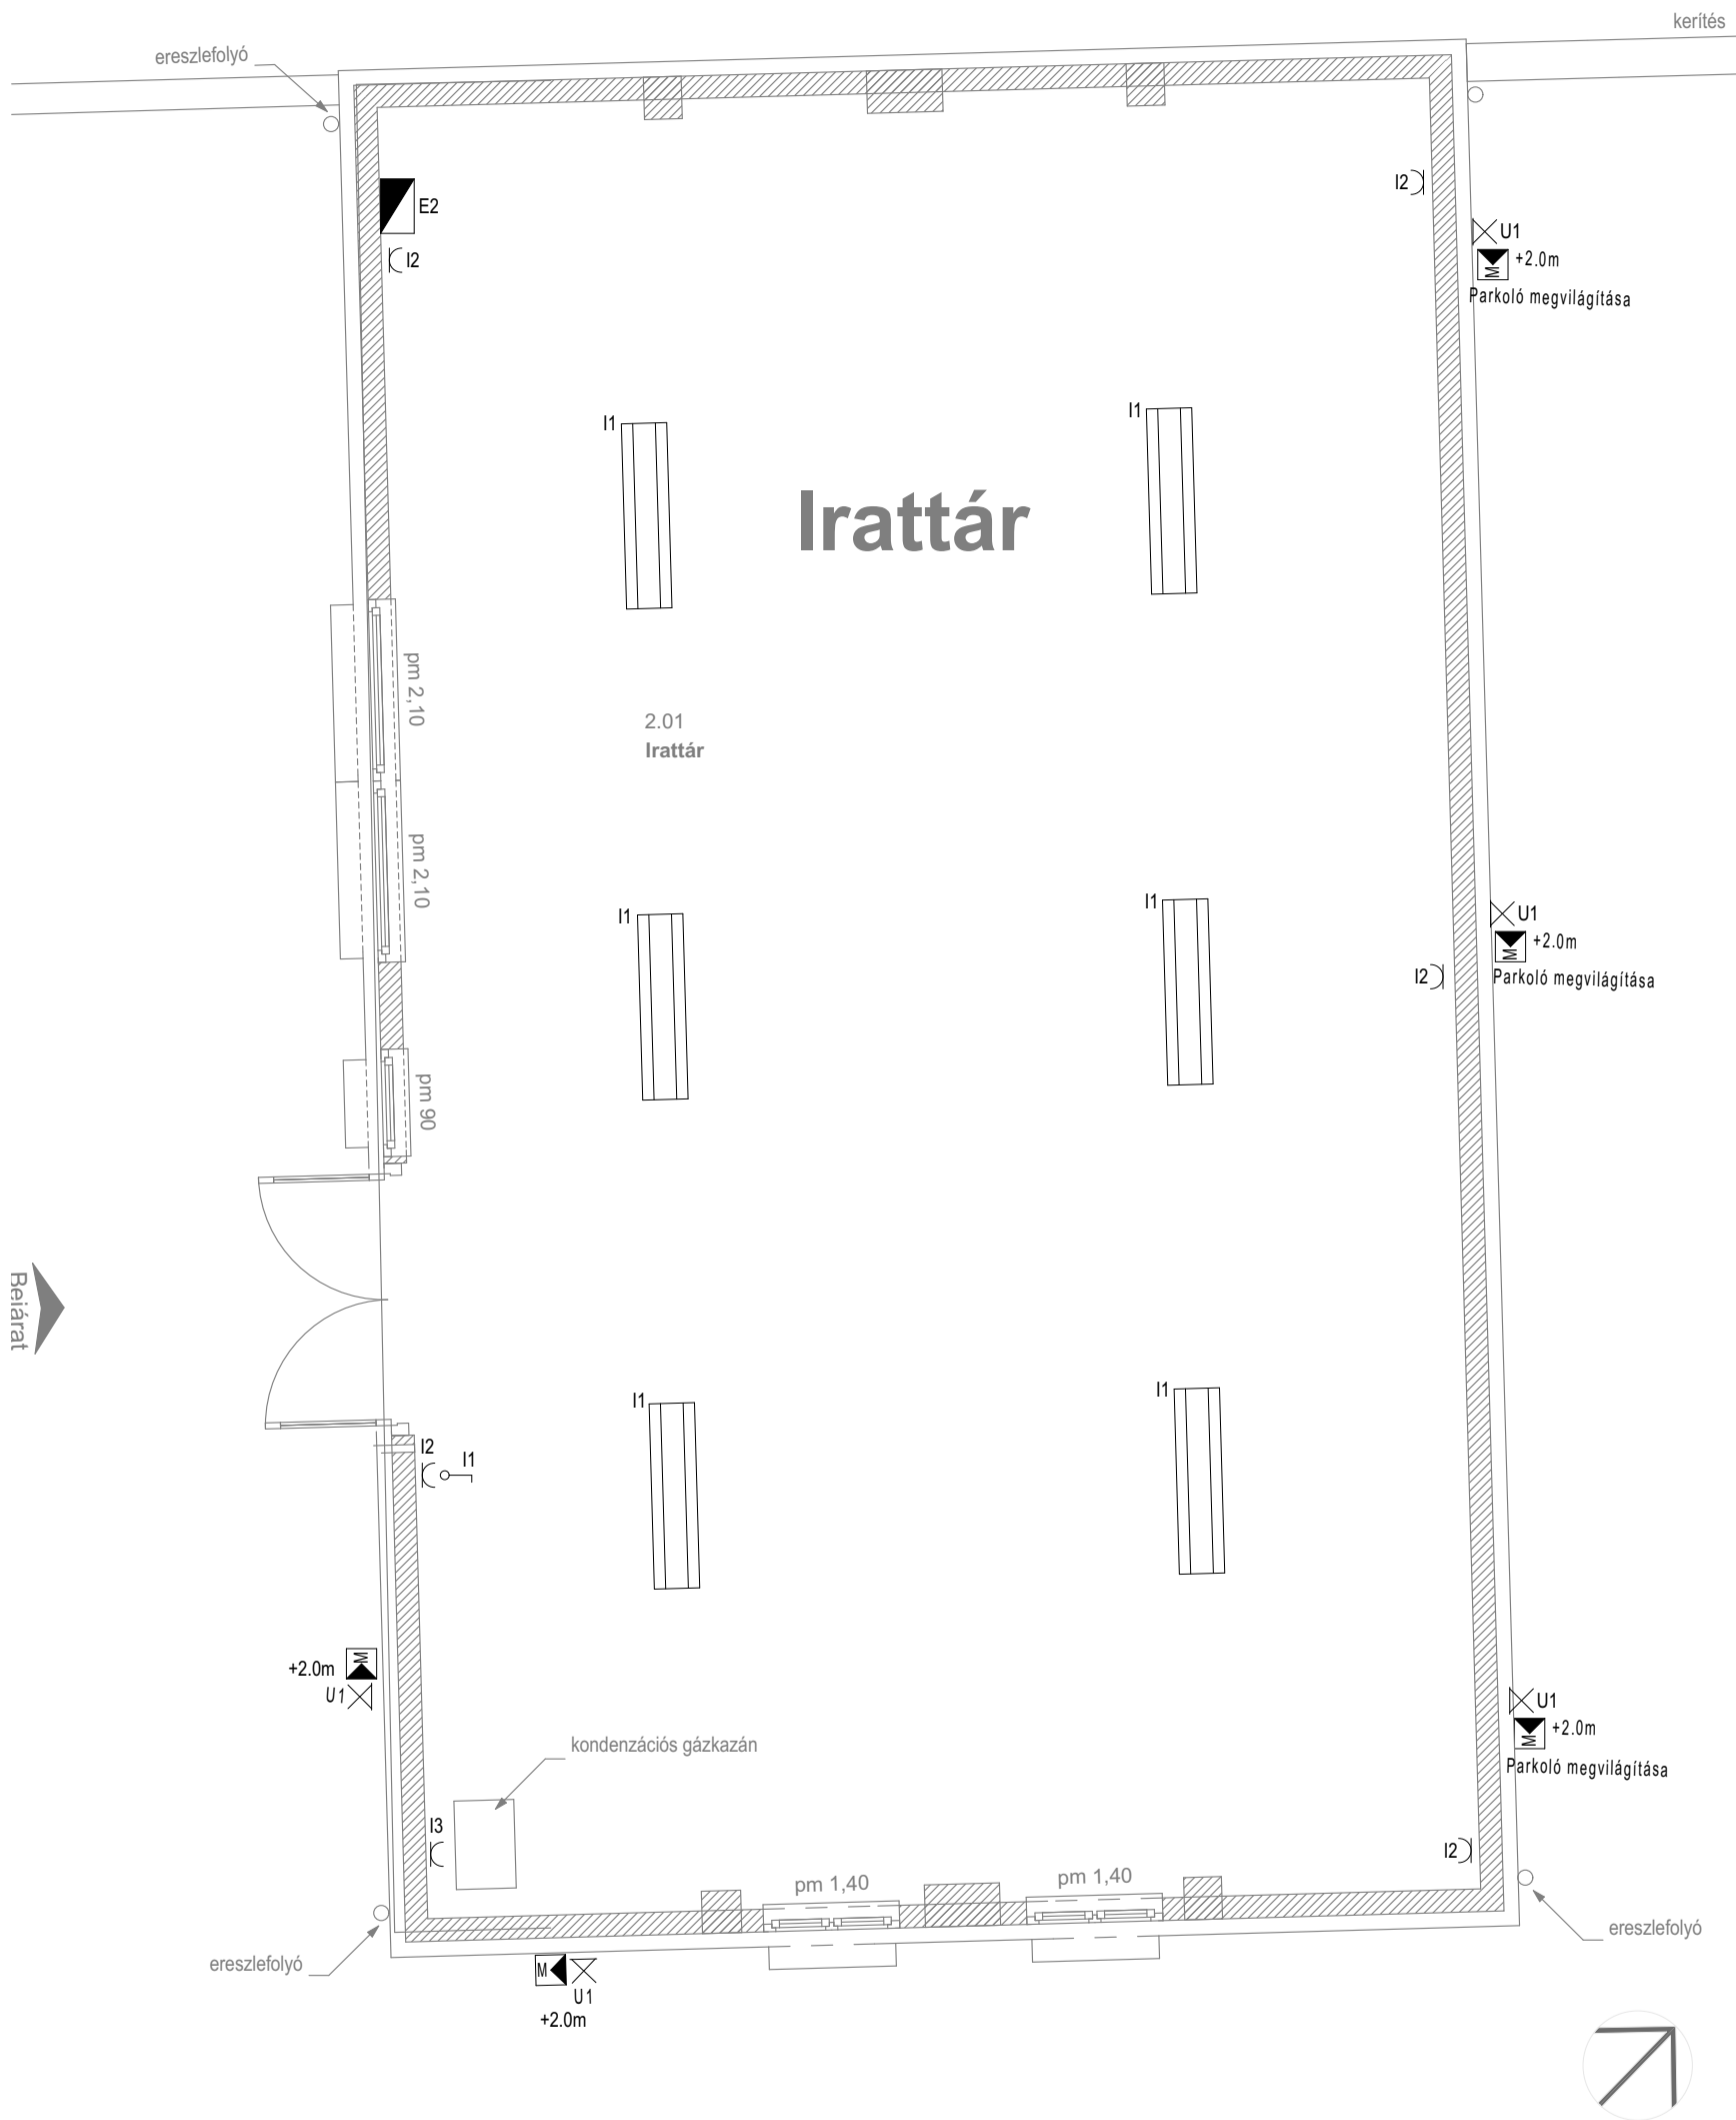 kerítés
ereszlefolyó
I2
E2
U1
I2
+2.0m
Parkoló megvilágítása
I1
I1
Irattár
pm 2,10
2.01
Irattár
pm 2,10
I1
I1
U1
+2.0m
I2
Parkoló megvilágítása
pm 90
Bejárat
I1
I1
I2
I1
M
+2.0m
U1
U1
M
+2.0m
kondenzációs gázkazán
Parkoló megvilágítása
I3
I2
pm 1,40
pm 1,40
ereszlefolyó
ereszlefolyó
M
U1
+2.0m
M
M